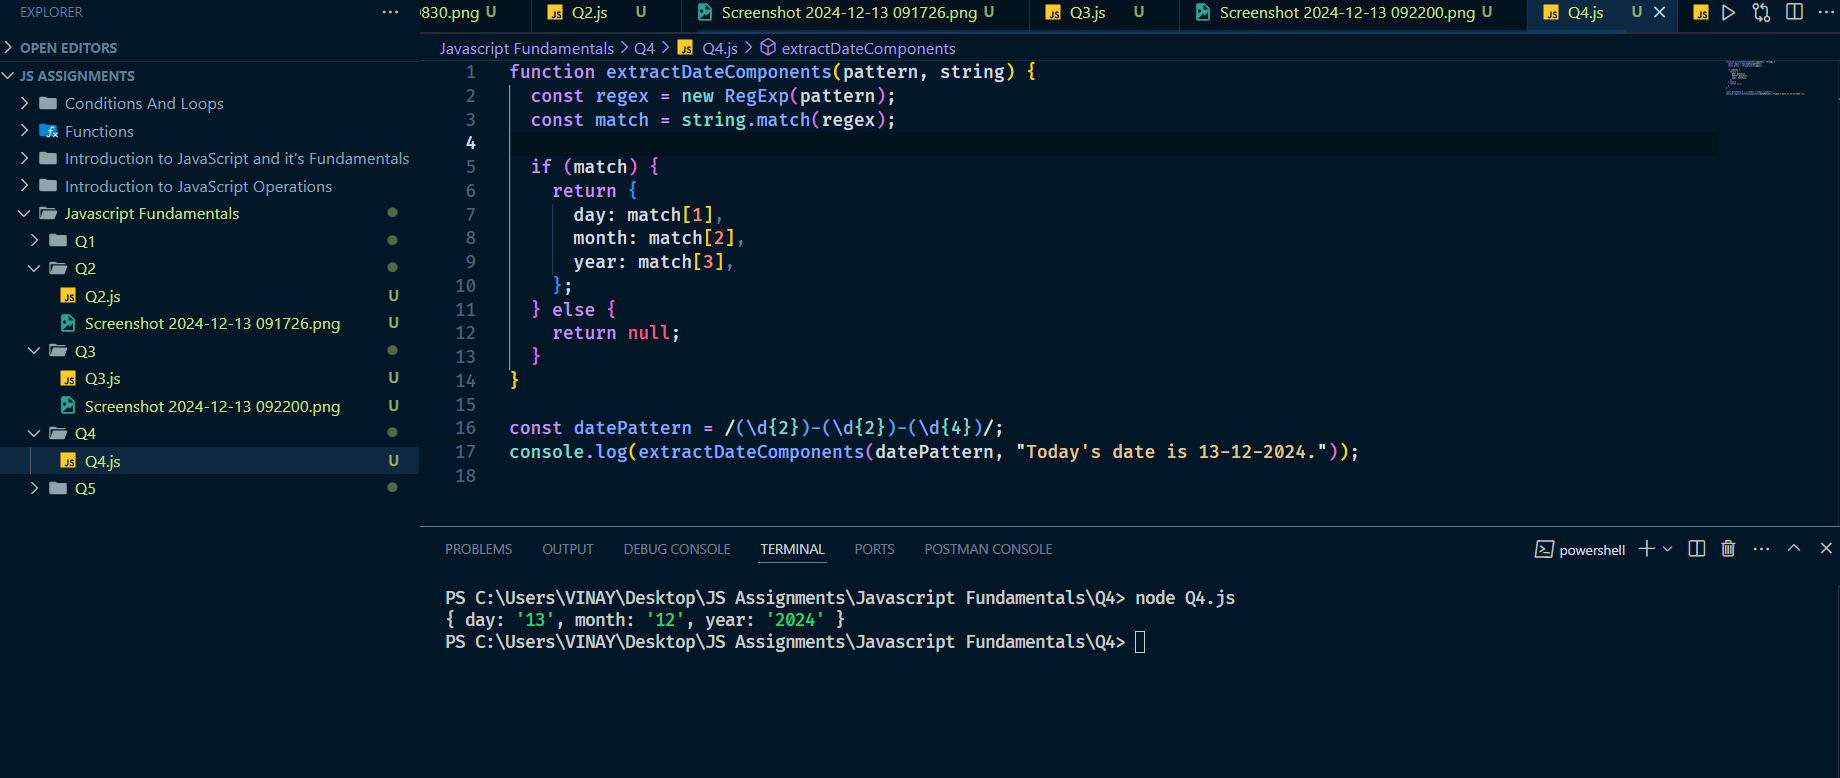 EXPLORER
0830.png U Q2.js U Screenshot 2024-12-13 091726.png U Q3.js U Screenshot 2024-12-13 092200.png U Q4.js U
OPEN EDITORS
JS ASSIGNMENTS
Conditions And Loops
Functions
Introduction to JavaScript and it's Fundamentals
Introduction to JavaScript Operations
Javascript Fundamentals
Q1
Q2
Q2.js U
Screenshot 2024-12-13 091726.png U
Q3
Q3.js U
Screenshot 2024-12-13 092200.png U
Q4
Q4.js U
Q5
Javascript Fundamentals > Q4 > Q4.js > extractDateComponents
1 function extractDateComponents(pattern, string) {
2 const regex = new RegExp(pattern);
3 const match = string.match(regex);
4
5 if (match) {
6 return {
7 day: match[1],
8 month: match[2],
9 year: match[3],
10 };
11 } else {
12 return null;
13 }
14 }
15
16 const datePattern = /(\d{2})-(\d{2})-(\d{4})/;
17 console.log(extractDateComponents(datePattern, "Today's date is 13-12-2024."));
18
PROBLEMS OUTPUT DEBUG CONSOLE TERMINAL PORTS POSTMAN CONSOLE powershell
PS C:\Users\VINAY\Desktop\JS Assignments\Javascript Fundamentals\Q4> node Q4.js
{ day: '13', month: '12', year: '2024' }
PS C:\Users\VINAY\Desktop\JS Assignments\Javascript Fundamentals\Q4>